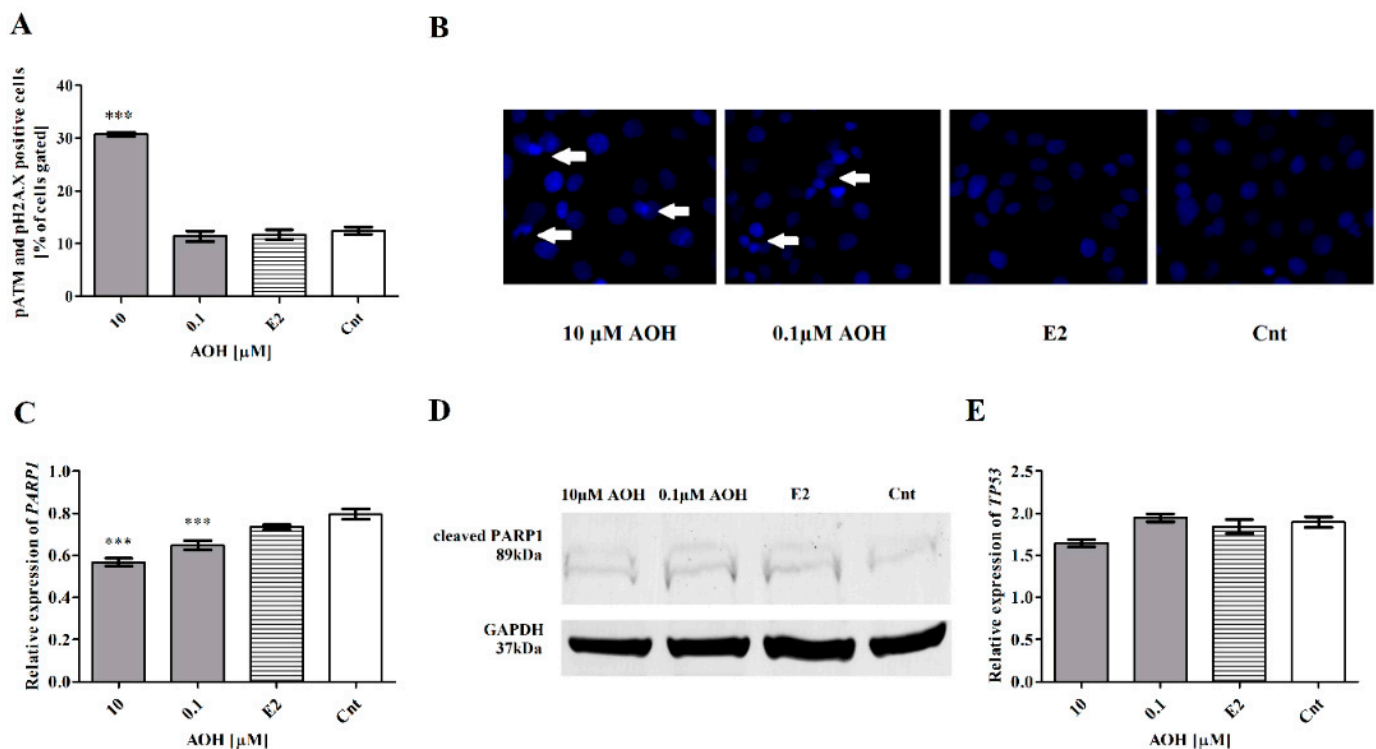 A
pATM and pH2A.X positive cells
[% of cells gated]
40
30
20
10
0
***
10
0.1
E2
Cnt
AOH [µM]
B
10 µM AOH
0.1µM AOH
E2
Cnt
C
Relative expression of PARP1
1.0
0.8
0.6
0.4
0.2
0.0
***
***
10
0.1
E2
Cnt
AOH [µM]
D
10µM AOH
0.1µM AOH
E2
Cnt
cleaved PARP1
89kDa
GAPDH
37kDa
E
Relative expression of TP53
2.5
2.0
1.5
1.0
0.5
0.0
10
0.1
E2
Cnt
AOH [µM]